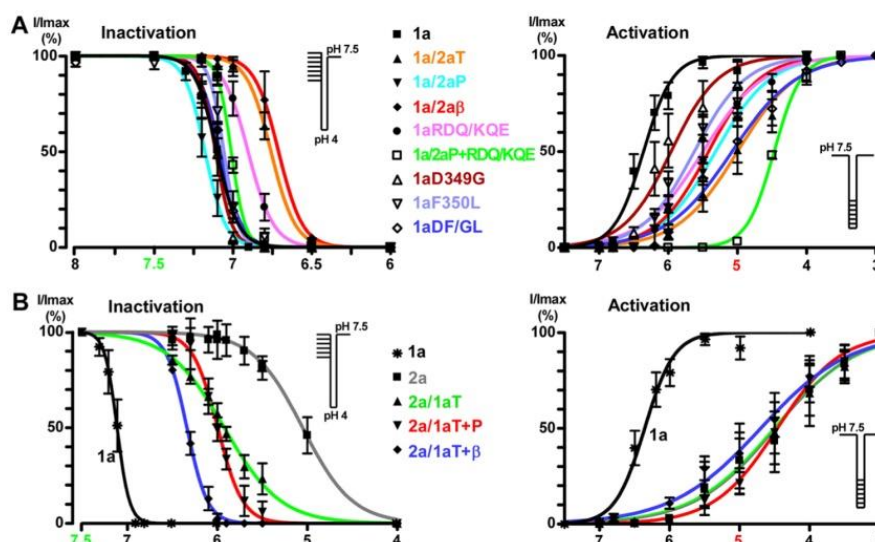 A
I/Imax
(%)
Inactivation
100
50
0
8
7.5
7
6.5
6
pH 7.5
pH 4
1a
1a/2aT
1a/2aP
1a/2aβ
1aRDQ/KQE
1a/2aP+RDQ/KQE
1aD349G
1aF350L
1aDF/GL
I/Imax
(%)
Activation
100
50
0
7
6
5
4
3
pH 7.5
B
I/Imax
(%)
Inactivation
100
50
0
7.5
7
6
5
4
1a
pH 7.5
pH 4
1a
2a
2a/1aT
2a/1aT+P
2a/1aT+β
I/Imax
(%)
Activation
100
50
0
7
6
5
4
1a
pH 7.5